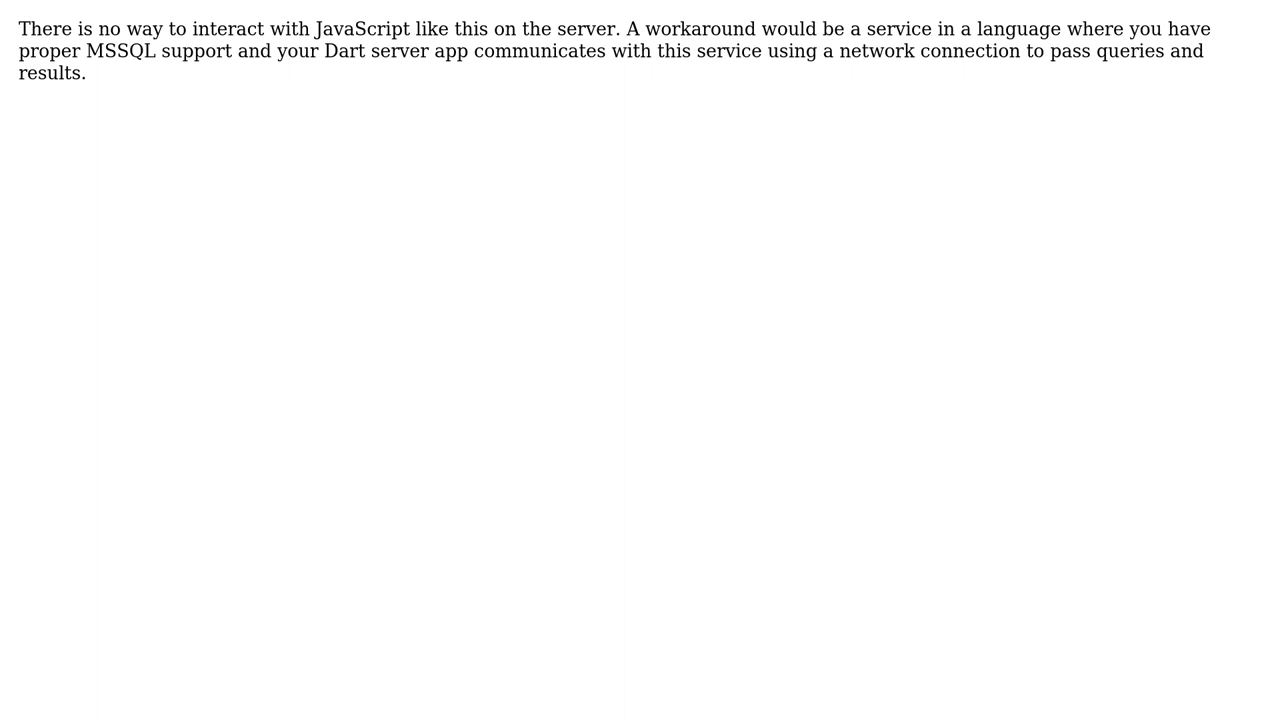 There is no way to interact with JavaScript like this on the server. A workaround would be a service in a language where you have
proper MSSQL support and your Dart server app communicates with this service using a network connection to pass queries and
results.